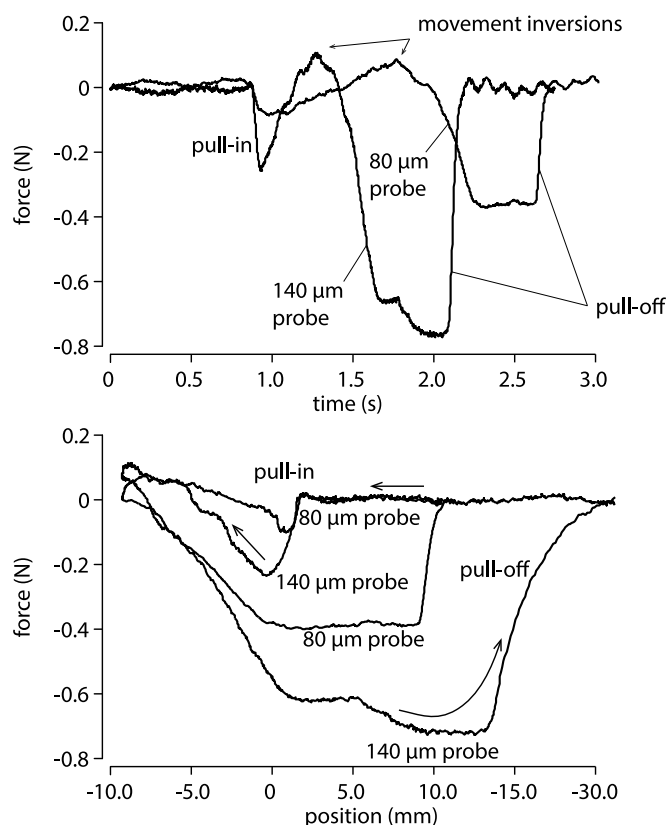 movement inversions
0.2
0
-0.2
-0.4
-0.6
-0.8
force (N)
pull-in
80 µm
probe
140 µm
probe
pull-off
0 0.5 1.0 1.5 2.0 2.5 3.0
time (s)
0.2
0
-0.2
-0.4
-0.6
-0.8
force (N)
pull-in
80 µm probe
140 µm probe
pull-off
80 µm probe
140 µm probe
-10.0 -5.0 0 5.0 10.0 -15.0 -30.0
position (mm)